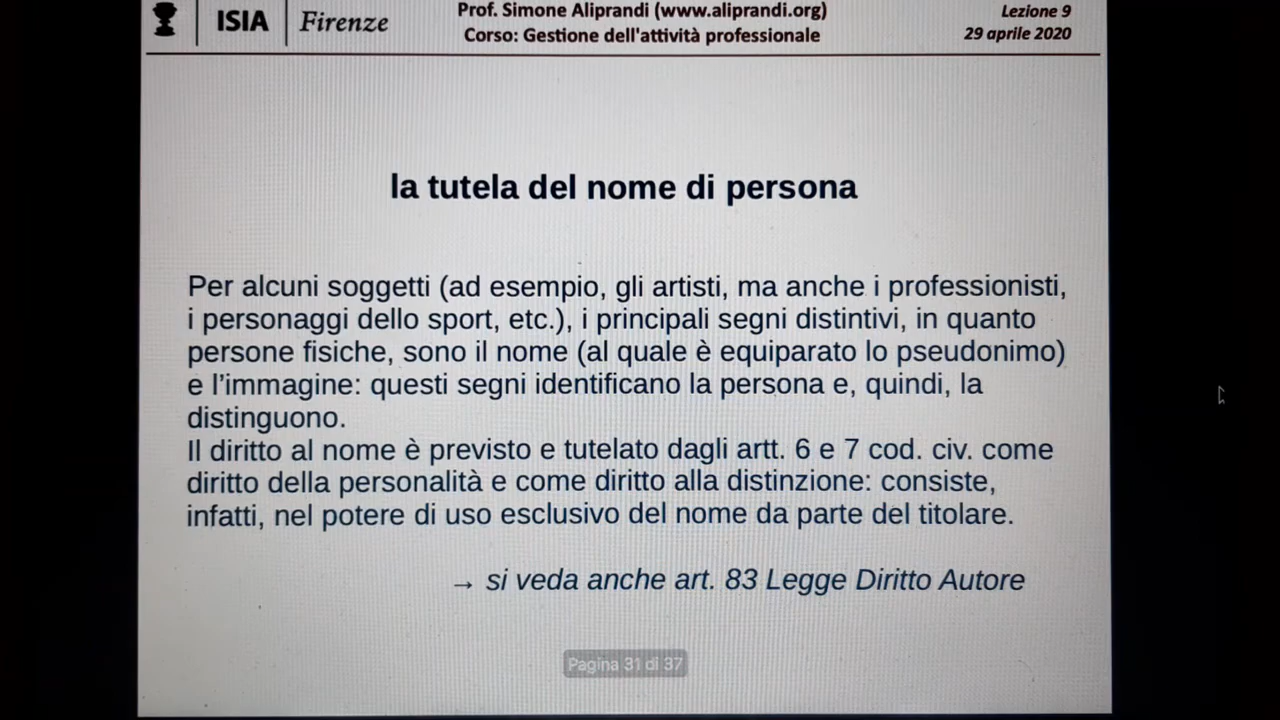 ISIA Firenze
Prof. Simone Aliprandi (www.aliprandi.org)
Corso: Gestione dell'attività professionale
Lezione 9
29 aprile 2020
la tutela del nome di persona
Per alcuni soggetti (ad esempio, gli artisti, ma anche i professionisti,
i personaggi dello sport, etc.), i principali segni distintivi, in quanto
persone fisiche, sono il nome (al quale è equiparato lo pseudonimo)
e l'immagine: questi segni identificano la persona e, quindi, la
distinguono.
Il diritto al nome è previsto e tutelato dagli artt. 6 e 7 cod. civ. come
diritto della personalità e come diritto alla distinzione: consiste,
infatti, nel potere di uso esclusivo del nome da parte del titolare.
→ si veda anche art. 83 Legge Diritto Autore
Pagina 31 di 37